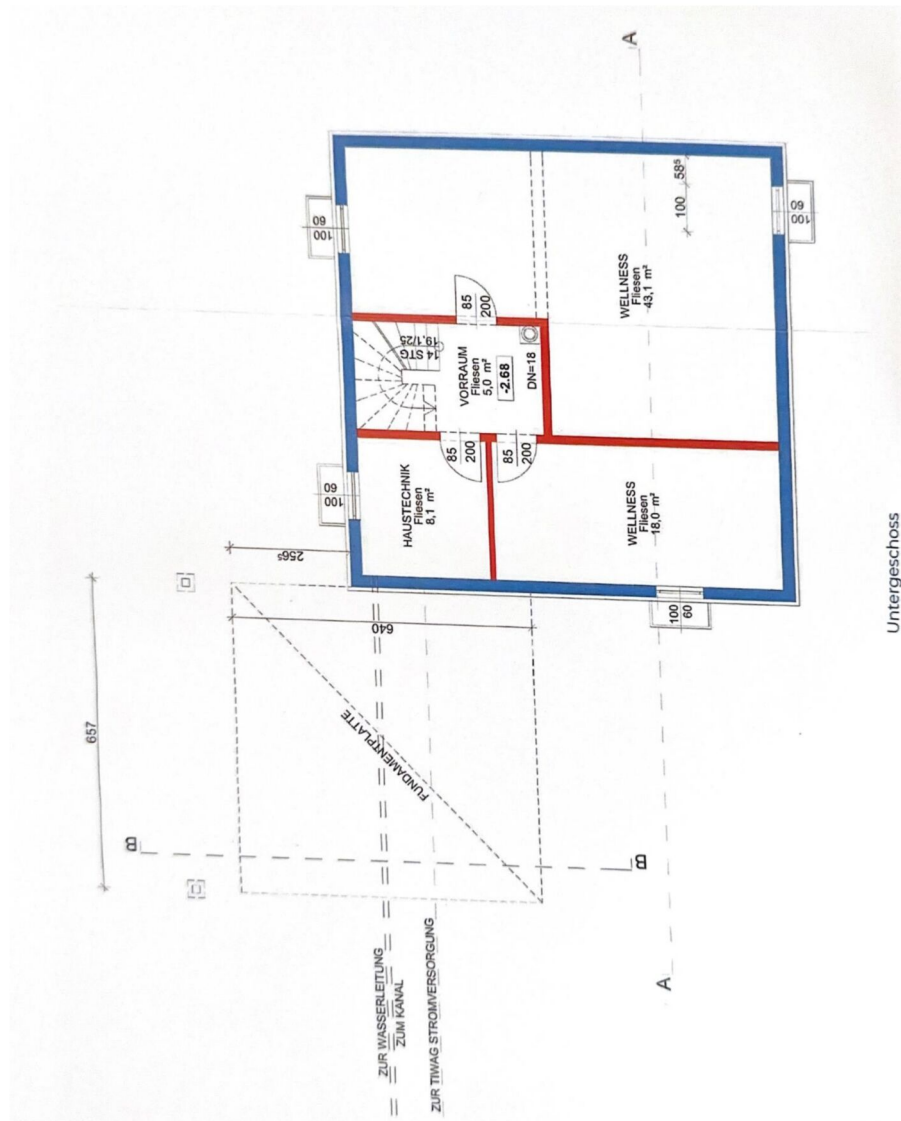 A
60
100
58⁵
100
60
100
WELLNESS
Fliesen
43,1 m²
85
200
14 STG
19,1/25
VORRAUM
Fliesen
5,0 m²
-2.68
DN=18
85
200
85
200
60
100
HAUSTECHNIK
Fliesen
8,1 m²
WELLNESS
Fliesen
18,0 m²
100
60
256⁵
640
657
FUNDAMENTPLATTE
B
B
A
ZUR WASSERLEITUNG
ZUM KANAL
ZUR TIWAG STROMVERSORGUNG
Untergeschoss